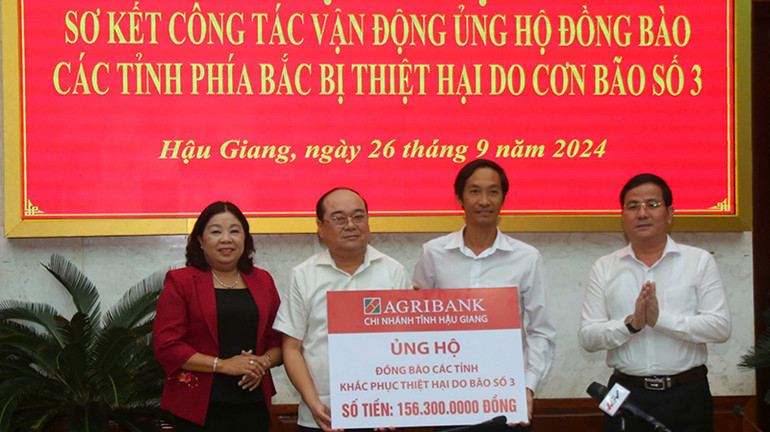 SƠ KẾT CÔNG TÁC VẬN ĐỘNG ỦNG HỘ ĐỒNG BÀO
CÁC TỈNH PHÍA BẮC BỊ THIỆT HẠI DO CƠN BÃO SỐ 3
Hậu Giang, ngày 26 tháng 9 năm 2024
AGRIBANK
CHI NHÁNH TỈNH HẬU GIANG
ỦNG HỘ
ĐỒNG BÀO CÁC TỈNH
KHẮC PHỤC THIỆT HẠI DO BÃO SỐ 3
SỐ TIỀN: 156.300.0000 ĐỒNG